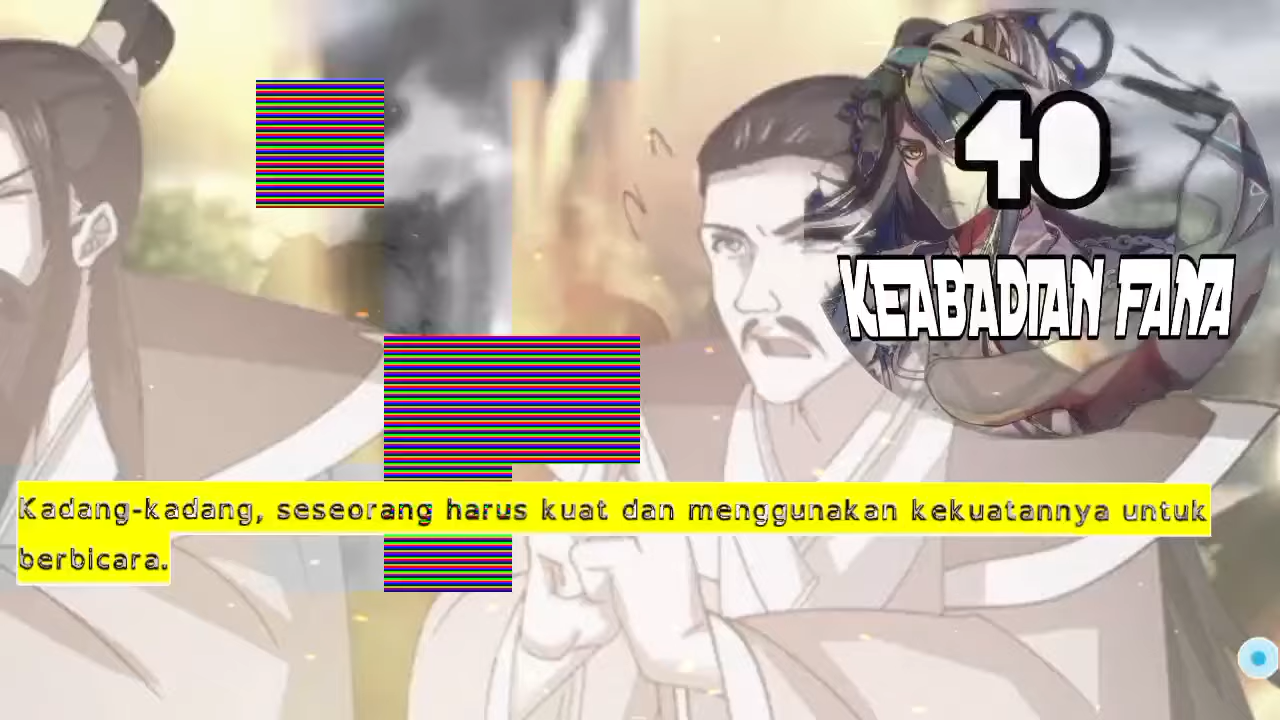 40
KEABADIAN FANA
Kadang-kadang, seseorang harus kuat dan menggunakan kekuatannya untuk
berbicara.